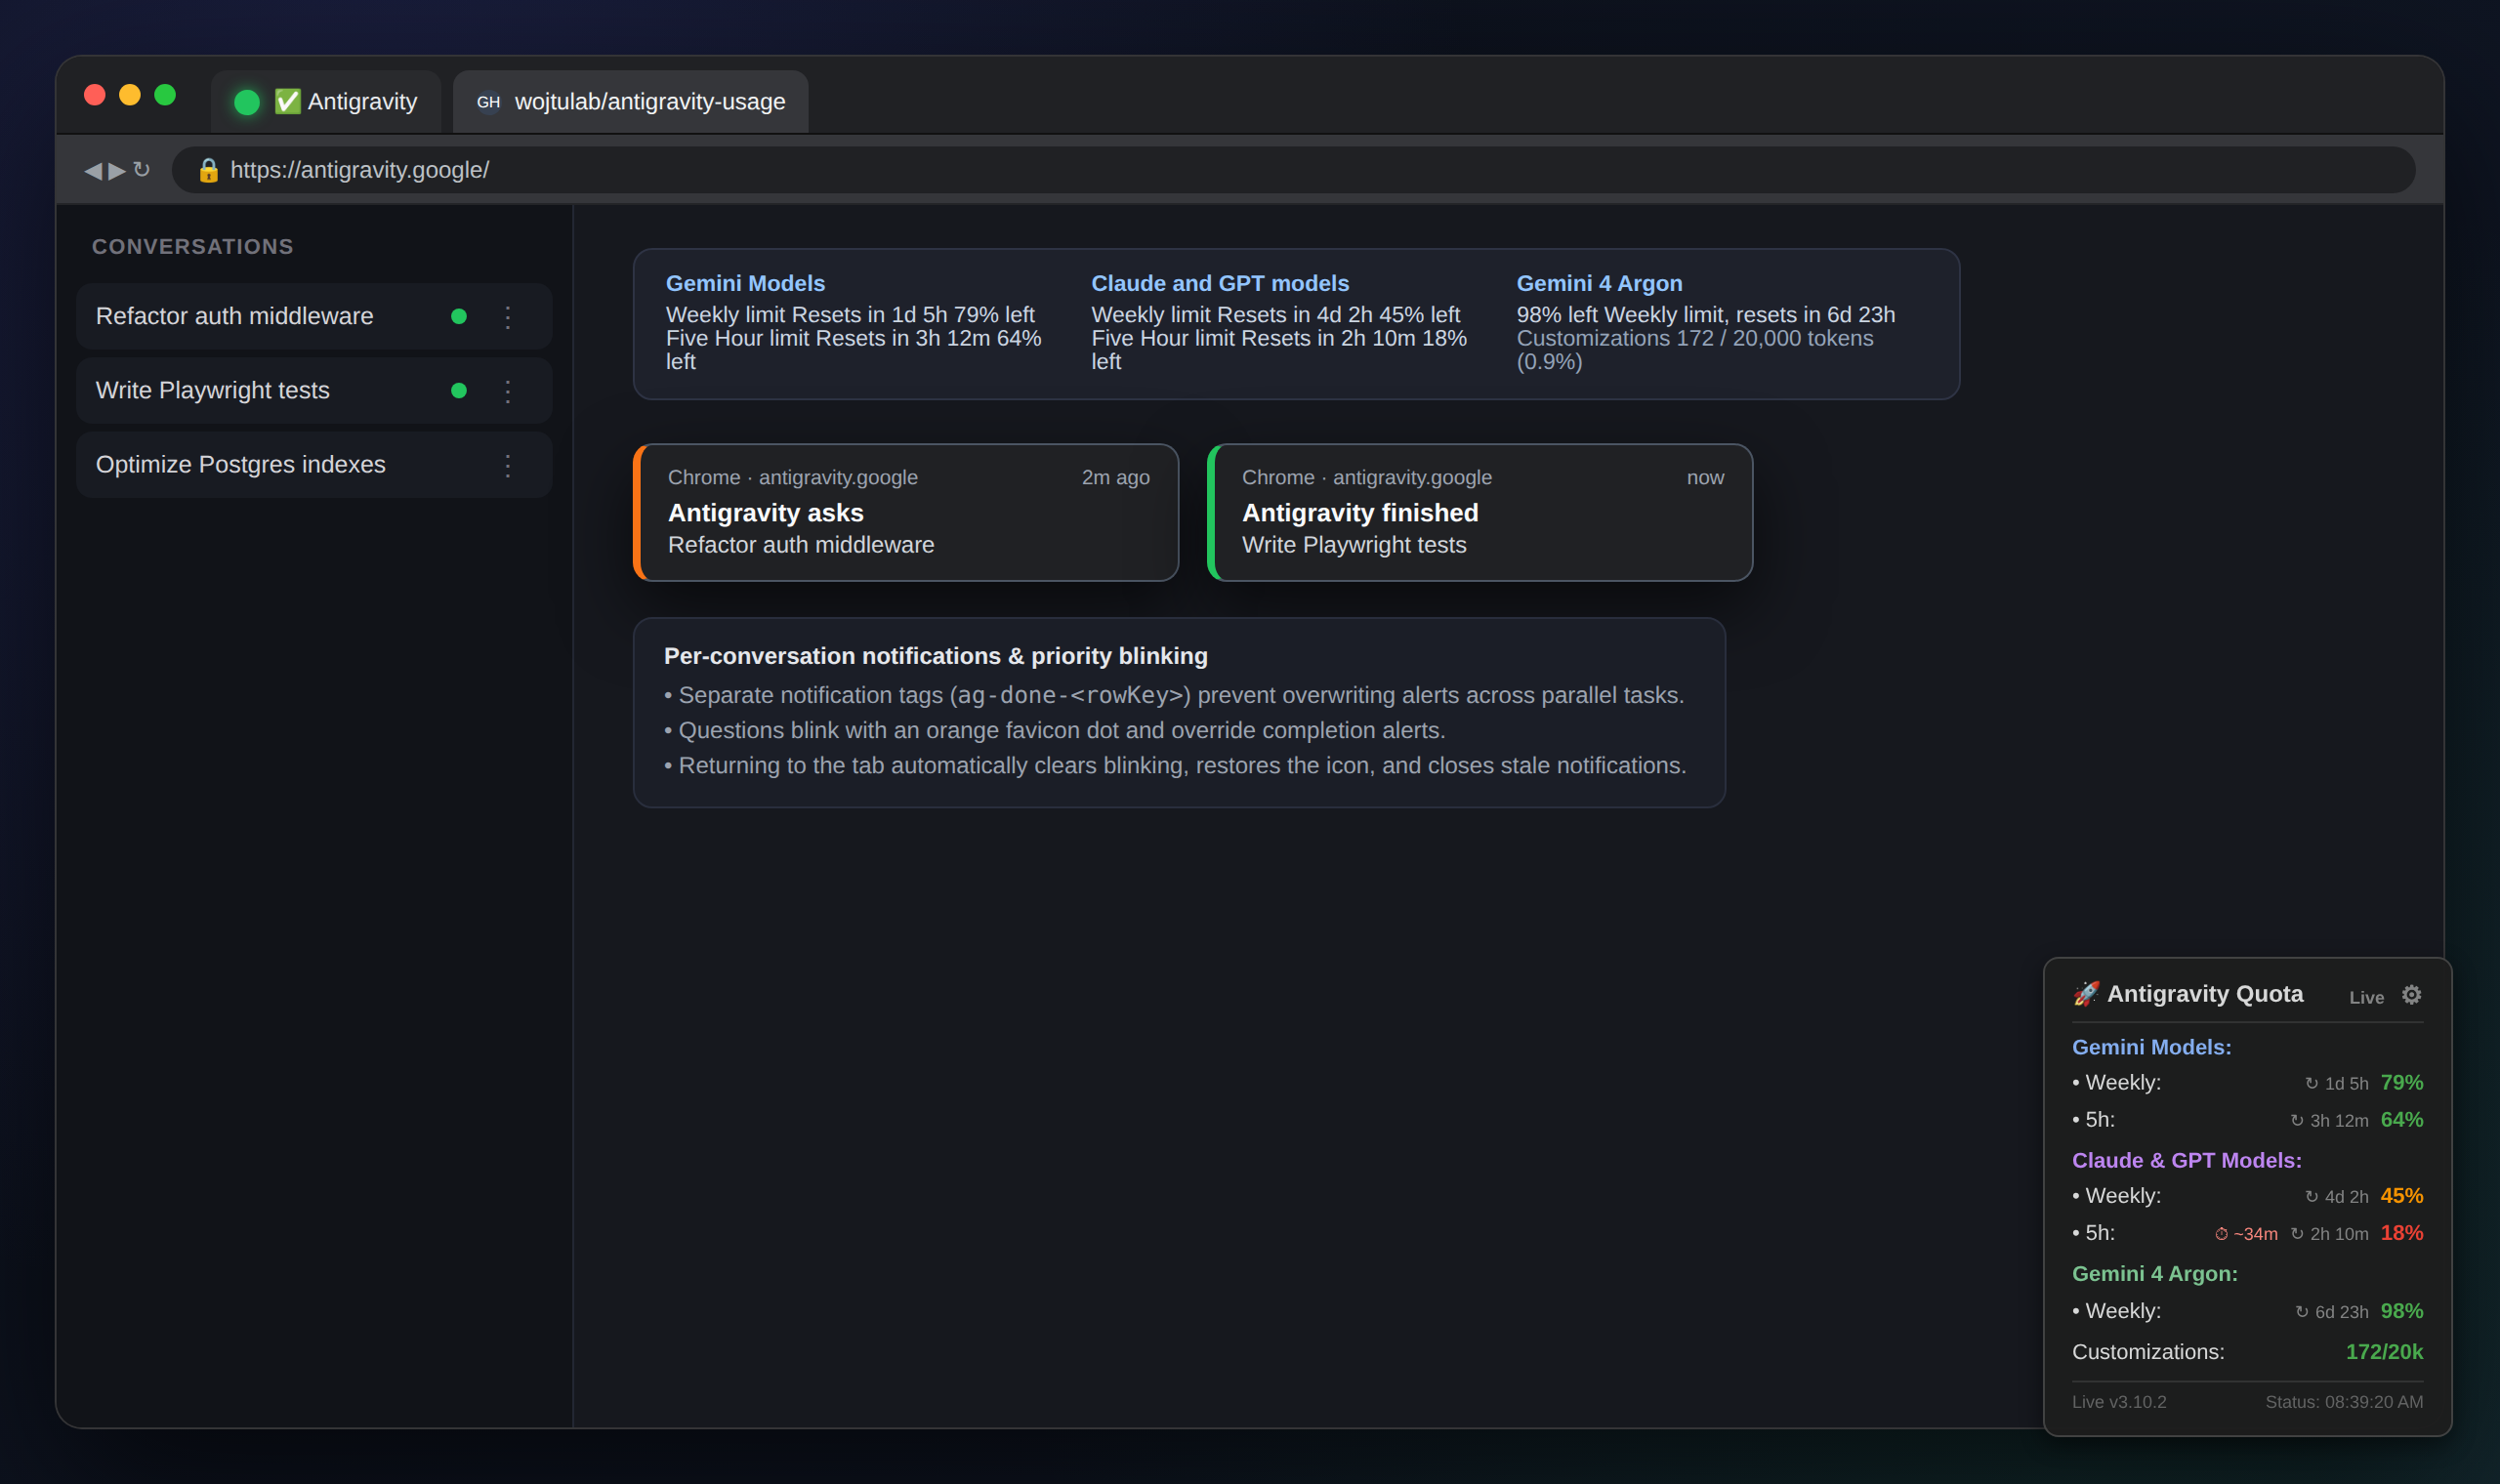 ✅ Antigravity
GH wojtulab/antigravity-usage
https://antigravity.google/
CONVERSATIONS
Refactor auth middleware
Write Playwright tests
Optimize Postgres indexes
Gemini Models
Weekly limit Resets in 1d 5h 79% left
Five Hour limit Resets in 3h 12m 64%
left
Claude and GPT models
Weekly limit Resets in 4d 2h 45% left
Five Hour limit Resets in 2h 10m 18%
left
Gemini 4 Argon
98% left Weekly limit, resets in 6d 23h
Customizations 172 / 20,000 tokens
(0.9%)
Chrome · antigravity.google 2m ago
Antigravity asks
Refactor auth middleware
Chrome · antigravity.google now
Antigravity finished
Write Playwright tests
Per-conversation notifications & priority blinking
• Separate notification tags (ag-done-<rowKey>) prevent overwriting alerts across parallel tasks.
• Questions blink with an orange favicon dot and override completion alerts.
• Returning to the tab automatically clears blinking, restores the icon, and closes stale notifications.
🚀 Antigravity Quota Live ⚙
Gemini Models:
• Weekly: ↻ 1d 5h 79%
• 5h: ↻ 3h 12m 64%
Claude & GPT Models:
• Weekly: ↻ 4d 2h 45%
• 5h: ⏱ ~34m ↻ 2h 10m 18%
Gemini 4 Argon:
• Weekly: ↻ 6d 23h 98%
Customizations: 172/20k
Live v3.10.2 Status: 08:39:20 AM